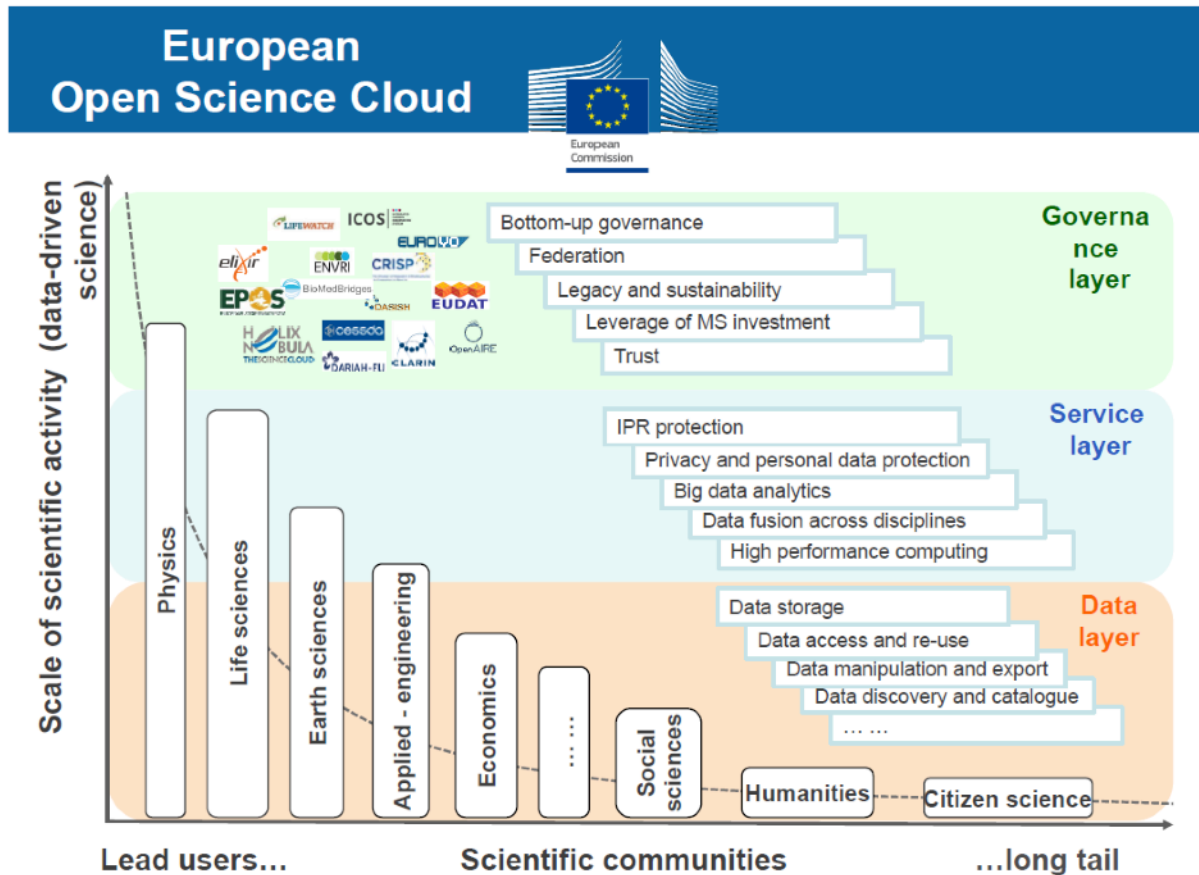 European
Open Science Cloud
European
Commission
Scale of scientific activity (data-driven
science)
LIFEWATCH
ICOS
EURO VO
elixir
ENVRI
CRISP
EPOS
BioMedBridges
DASISH
EUDAT
HELIX
NEBULA
THE SCIENCE CLOUD
cessda
DARIAH-EU
CLARIN
OpenAIRE
Bottom-up governance
Federation
Legacy and sustainability
Leverage of MS investment
Trust
Governa
nce
layer
IPR protection
Privacy and personal data protection
Big data analytics
Data fusion across disciplines
High performance computing
Service
layer
Data storage
Data access and re-use
Data manipulation and export
Data discovery and catalogue
... ...
Data
layer
Physics
Life sciences
Earth sciences
Applied - engineering
Economics
... ...
Social
sciences
Humanities
Citizen science
Lead users...
Scientific communities
...long tail